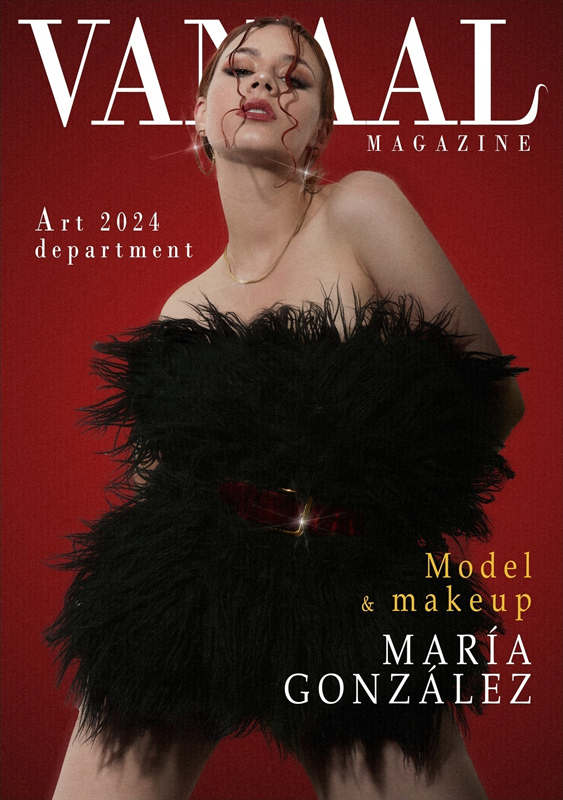 VANAAL
MAGAZINE
Art 2024
department
Model
& makeup
MARÍA
GONZÁLEZ